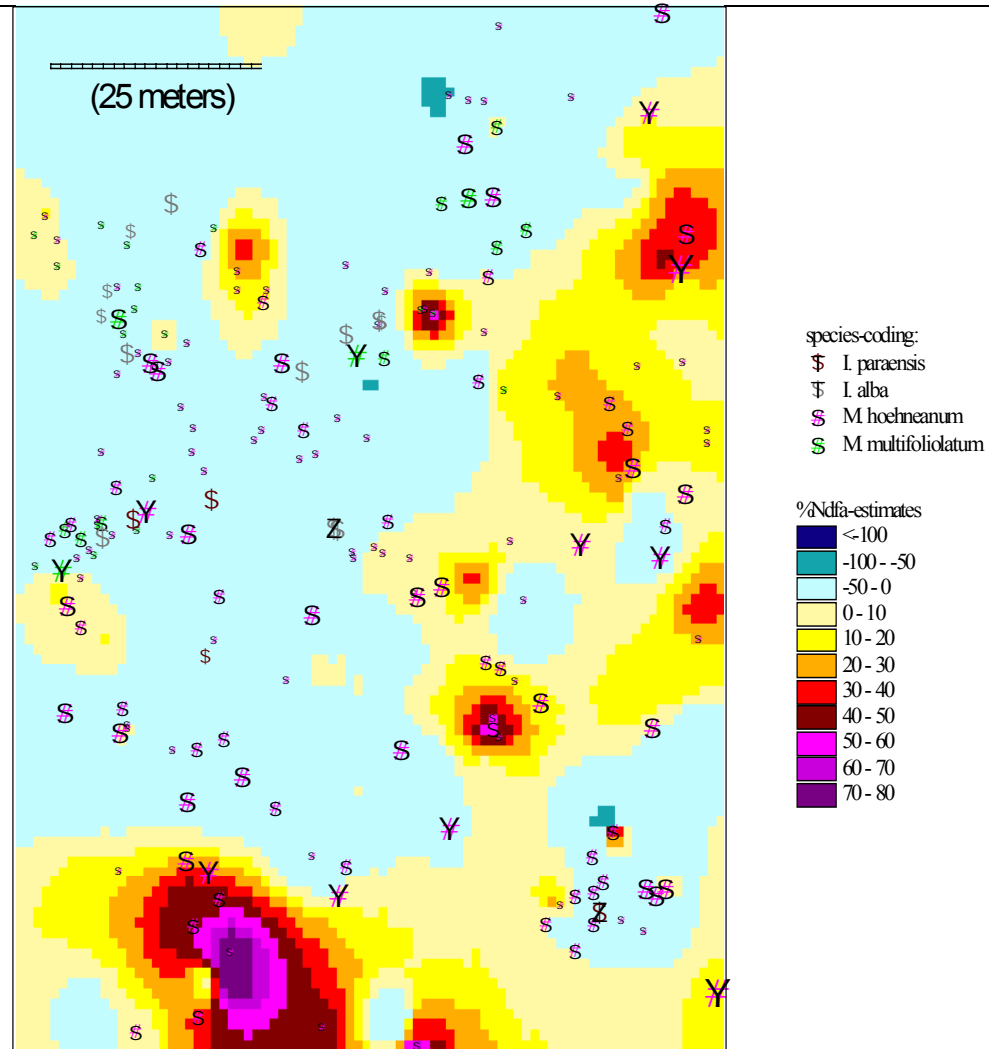 (25 meters)
species-coding:
$ I. paraensis
$ I. alba
S M. hoehneanum
S M. multifoliolatum
%Ndfa-estimates
<-100
-100 - -50
-50 - 0
0 - 10
10 - 20
20 - 30
30 - 40
40 - 50
50 - 60
60 - 70
70 - 80